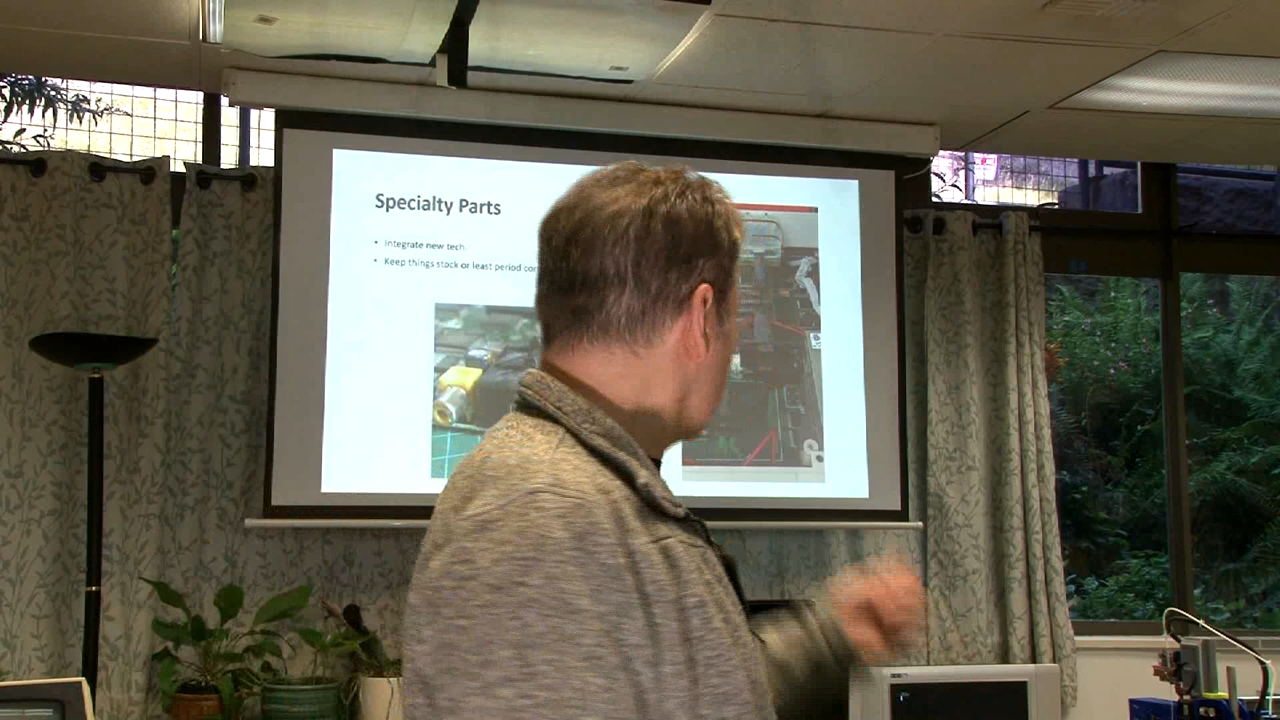 Specialty Parts
• Integrate new tech.
• Keep things stock or least period